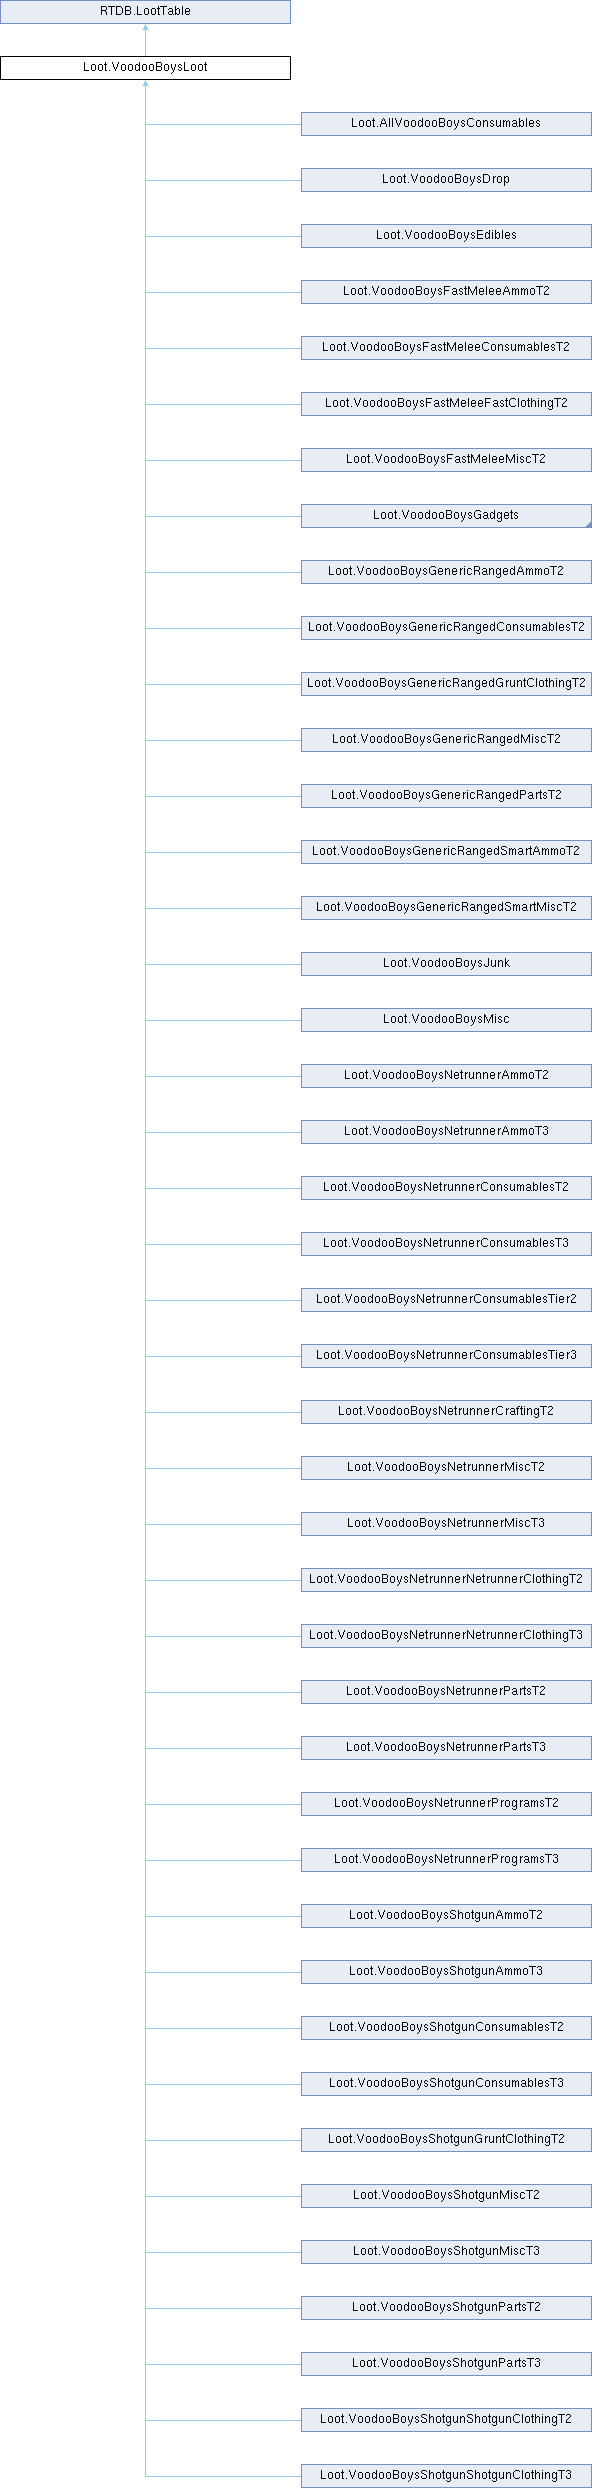 RTDB.LootTable
Loot.VoodooBoysLoot
Loot.AllVoodooBoysConsumables
Loot.VoodooBoysDrop
Loot.VoodooBoysEdibles
Loot.VoodooBoysFastMeleeAmmoT2
Loot.VoodooBoysFastMeleeConsumablesT2
Loot.VoodooBoysFastMeleeFastClothingT2
Loot.VoodooBoysFastMeleeMiscT2
Loot.VoodooBoysGadgets
Loot.VoodooBoysGenericRangedAmmoT2
Loot.VoodooBoysGenericRangedConsumablesT2
Loot.VoodooBoysGenericRangedGruntClothingT2
Loot.VoodooBoysGenericRangedMiscT2
Loot.VoodooBoysGenericRangedPartsT2
Loot.VoodooBoysGenericRangedSmartAmmoT2
Loot.VoodooBoysGenericRangedSmartMiscT2
Loot.VoodooBoysJunk
Loot.VoodooBoysMisc
Loot.VoodooBoysNetrunnerAmmoT2
Loot.VoodooBoysNetrunnerAmmoT3
Loot.VoodooBoysNetrunnerConsumablesT2
Loot.VoodooBoysNetrunnerConsumablesT3
Loot.VoodooBoysNetrunnerConsumablesTier2
Loot.VoodooBoysNetrunnerConsumablesTier3
Loot.VoodooBoysNetrunnerCraftingT2
Loot.VoodooBoysNetrunnerMiscT2
Loot.VoodooBoysNetrunnerMiscT3
Loot.VoodooBoysNetrunnerNetrunnerClothingT2
Loot.VoodooBoysNetrunnerNetrunnerClothingT3
Loot.VoodooBoysNetrunnerPartsT2
Loot.VoodooBoysNetrunnerPartsT3
Loot.VoodooBoysNetrunnerProgramsT2
Loot.VoodooBoysNetrunnerProgramsT3
Loot.VoodooBoysShotgunAmmoT2
Loot.VoodooBoysShotgunAmmoT3
Loot.VoodooBoysShotgunConsumablesT2
Loot.VoodooBoysShotgunConsumablesT3
Loot.VoodooBoysShotgunGruntClothingT2
Loot.VoodooBoysShotgunMiscT2
Loot.VoodooBoysShotgunMiscT3
Loot.VoodooBoysShotgunPartsT2
Loot.VoodooBoysShotgunPartsT3
Loot.VoodooBoysShotgunShotgunClothingT2
Loot.VoodooBoysShotgunShotgunClothingT3